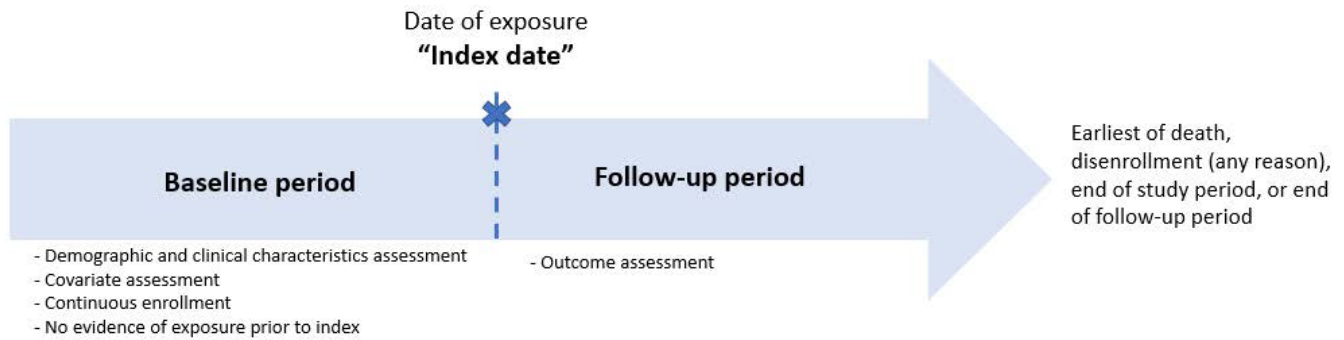 Date of exposure
“Index date”
Baseline period
Follow-up period
Earliest of death,
disenrollment (any reason),
end of study period, or end
of follow-up period
- Demographic and clinical characteristics assessment
- Covariate assessment
- Continuous enrollment
- No evidence of exposure prior to index
- Outcome assessment